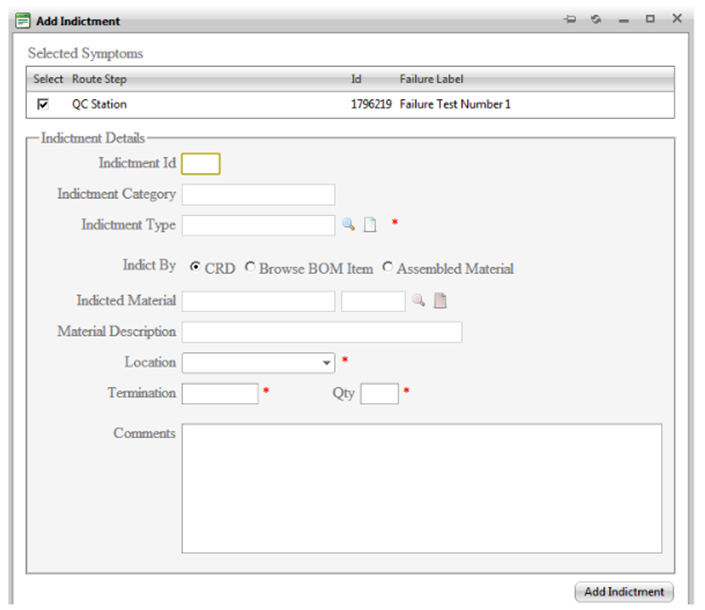 Add Indictment
Selected Symptoms
Select Route Step Id Failure Label
QC Station 1796219 Failure Test Number 1
Indictment Details
Indictment Id
Indictment Category
Indictment Type *
Indict By CRD Browse BOM Item Assembled Material
Indicted Material
Material Description
Location *
Termination * Qty *
Comments
Add Indictment